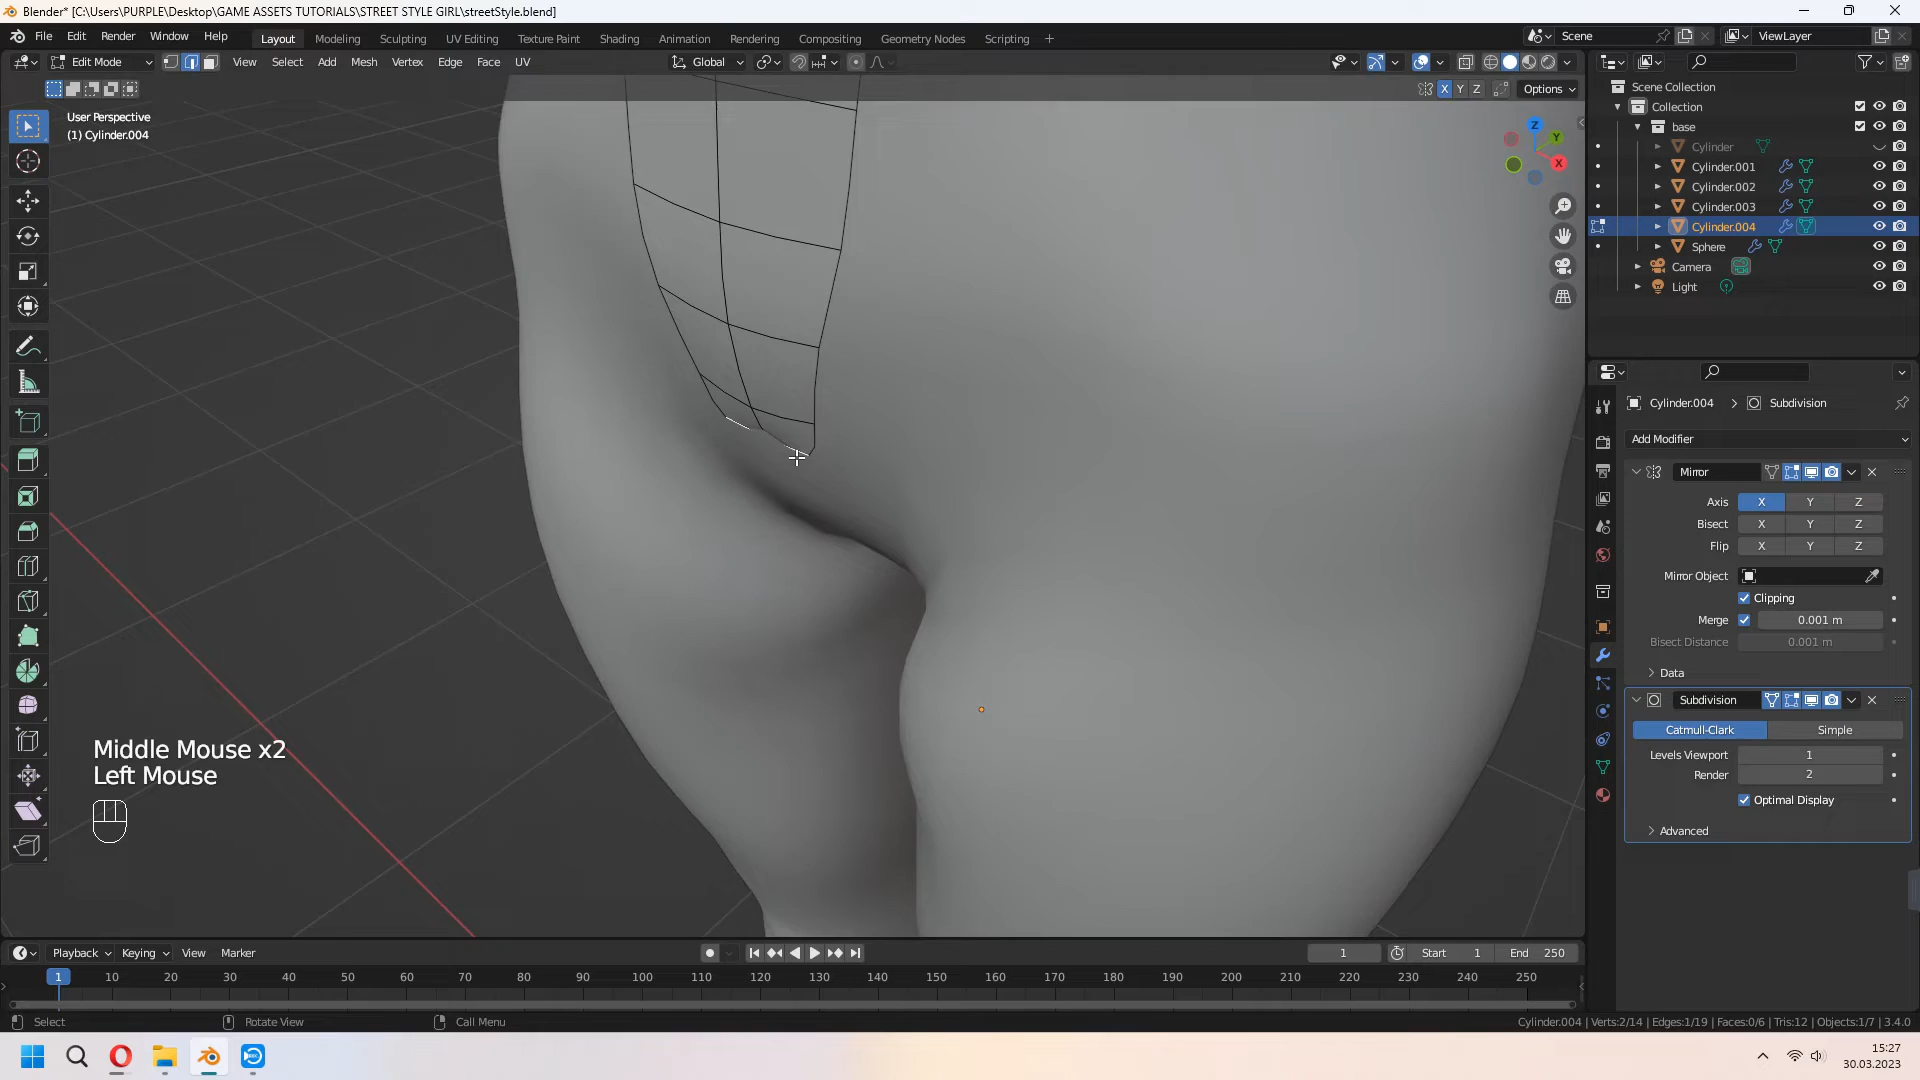 Blender* [C:\Users\PURPLE\Desktop\GAME ASSETS TUTORIALS\STREET STYLE GIRL\streetStyle.blend]
File Edit Render Window Help Layout Modeling Sculpting UV Editing Texture Paint Shading Animation Rendering Compositing Geometry Nodes Scripting + Scene ViewLayer
Edit Mode View Select Add Mesh Vertex Edge Face UV Global
X Y Z Options
User Perspective
(1) Cylinder.004
Z
Y
X
Scene Collection
Collection
base
Cylinder
Cylinder.001
Cylinder.002
Cylinder.003
Cylinder.004
Sphere
Camera
Light
Cylinder.004 > Subdivision
Add Modifier
Mirror
Axis X Y Z
Bisect X Y Z
Flip X Y Z
Mirror Object
Clipping
Merge 0.001 m
Bisect Distance 0.001 m
Data
Subdivision
Catmull-Clark Simple
Levels Viewport 1
Render 2
Optimal Display
Advanced
Middle Mouse x2
Left Mouse
Playback Keying View Marker 1 Start 1 End 250
1 10 20 30 40 50 60 70 80 90 100 110 120 130 140 150 160 170 180 190 200 210 220 230 240 250
Select Rotate View Call Menu Cylinder.004 | Verts:2/14 | Edges:1/19 | Faces:0/6 | Tris:12 | Objects:1/7 | 3.4.0
15:27
30.03.2023